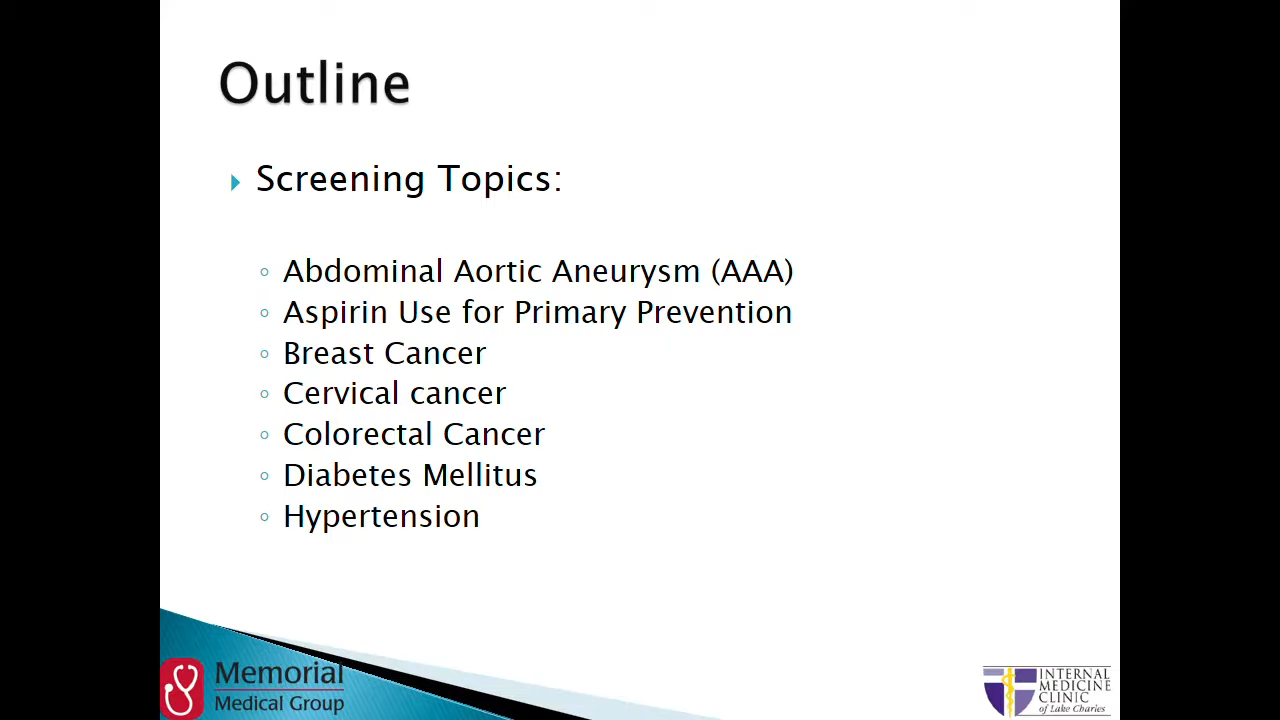 Outline
Screening Topics:
Abdominal Aortic Aneurysm (AAA)
Aspirin Use for Primary Prevention
Breast Cancer
Cervical cancer
Colorectal Cancer
Diabetes Mellitus
Hypertension
Memorial
Medical Group
INTERNAL
MEDICINE
CLINIC
of Lake Charles